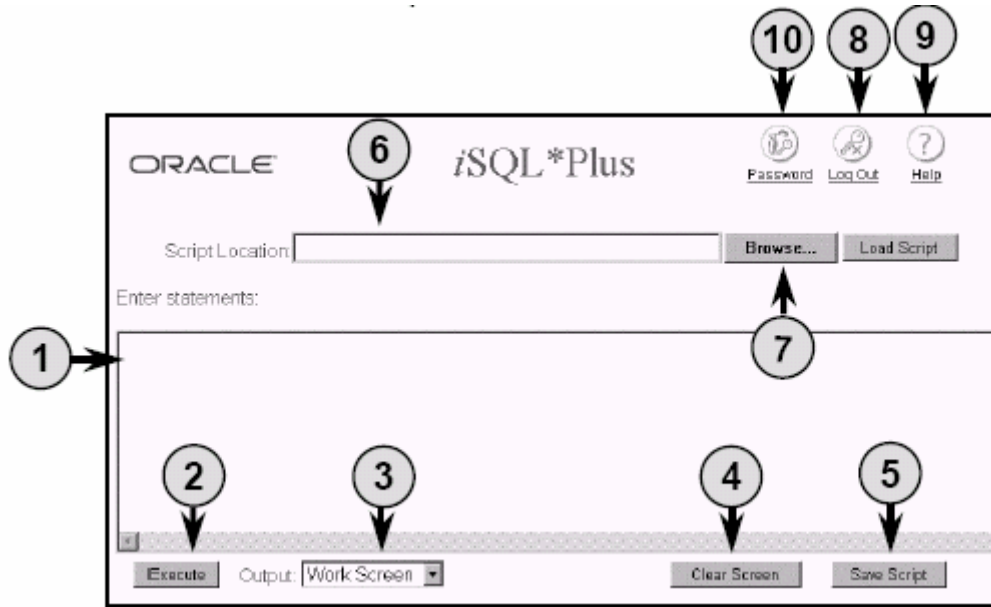 10 8 9
6
ORACLE iSQL*Plus
Password Log Out Help
Script Location: Browse... Load Script
Enter statements:
7
1
2 3 4 5
Execute Output: Work Screen Clear Screen Save Script